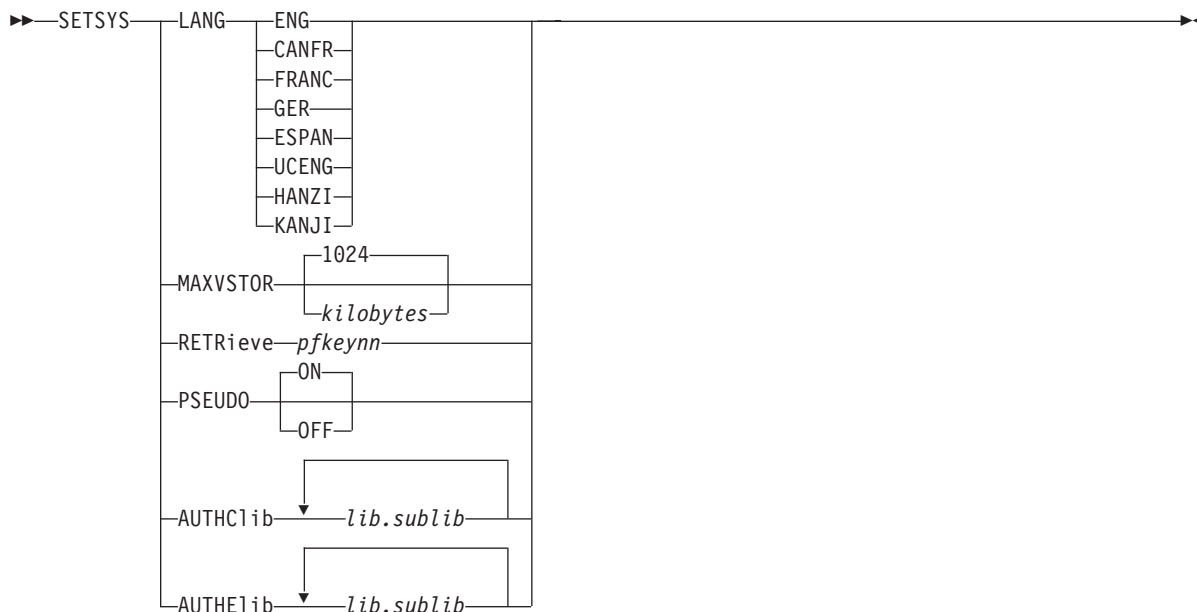 SETSYS LANG ENG
CANFR
FRANC
GER
ESPAN
UCENG
HANZI
KANJI
1024
MAXVSTOR
kilobytes
RETRieve pfkeynn
ON
PSEUDO
OFF
AUTHClib lib.sublib
AUTHElib lib.sublib